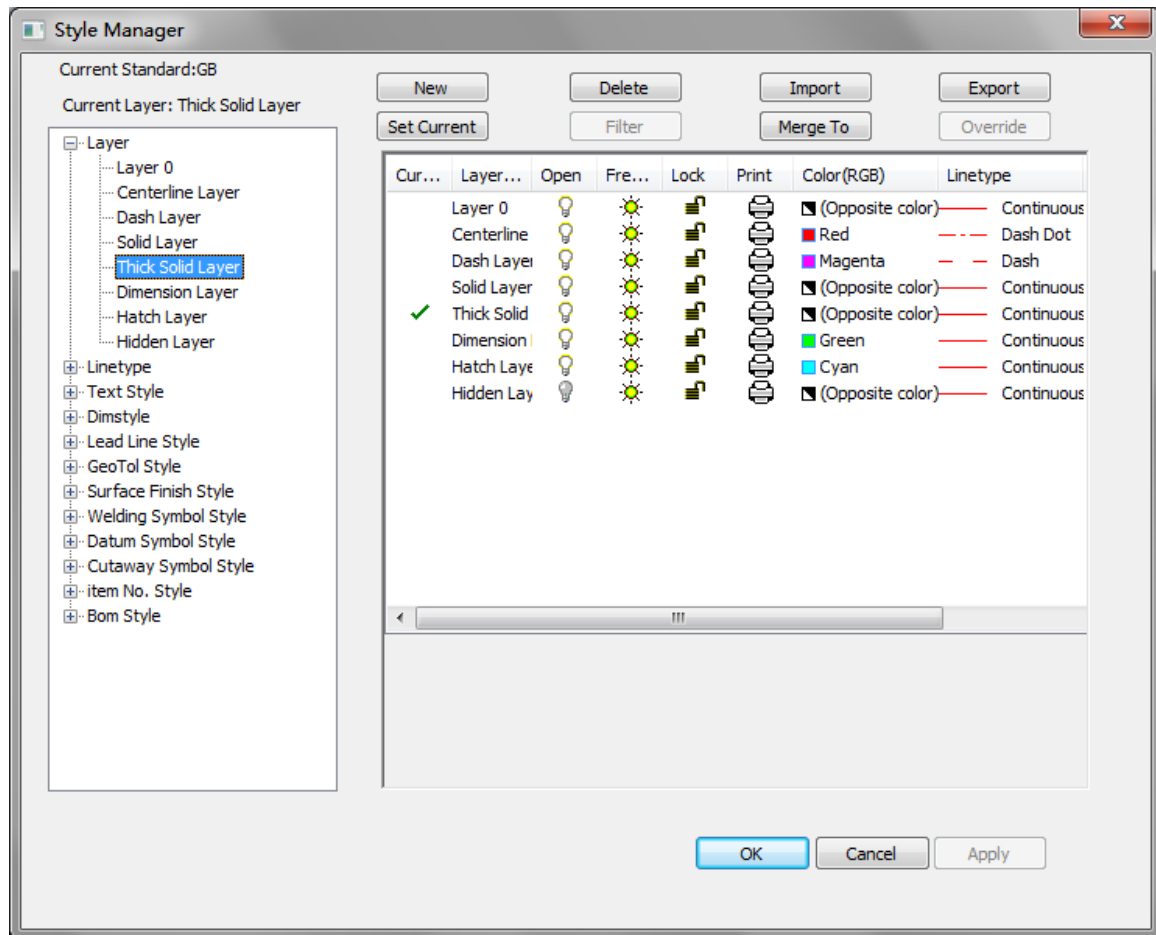 Style Manager
Current Standard:GB
Current Layer: Thick Solid Layer
New Delete Import Export
Set Current Filter Merge To Override
Layer
Layer 0
Centerline Layer
Dash Layer
Solid Layer
Thick Solid Layer
Dimension Layer
Hatch Layer
Hidden Layer
Linetype
Text Style
Dimstyle
Lead Line Style
GeoTol Style
Surface Finish Style
Welding Symbol Style
Datum Symbol Style
Cutaway Symbol Style
item No. Style
Bom Style
Cur... Layer... Open Fre... Lock Print Color(RGB) Linetype
Layer 0 (Opposite color) Continuous
Centerline Red Dash Dot
Dash Layer Magenta Dash
Solid Layer (Opposite color) Continuous
Thick Solid (Opposite color) Continuous
Dimension Green Continuous
Hatch Laye Cyan Continuous
Hidden Lay (Opposite color) Continuous
OK Cancel Apply